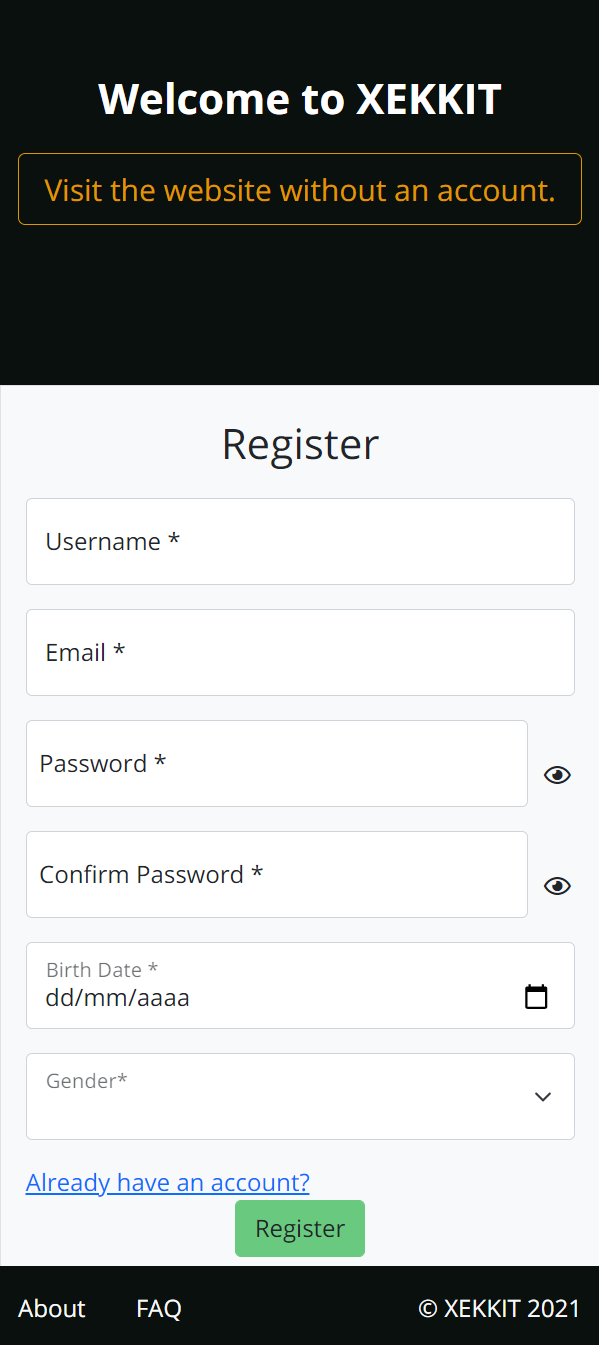 Welcome to XEKKIT
Visit the website without an account.
Register
Username *
Email *
Password *
Confirm Password *
Birth Date *
dd/mm/aaaa
Gender*
Already have an account?
Register
About FAQ © XEKKIT 2021